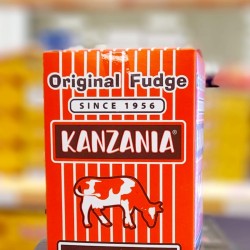 Original Fudge
SINCE 1956
KANZANIA®